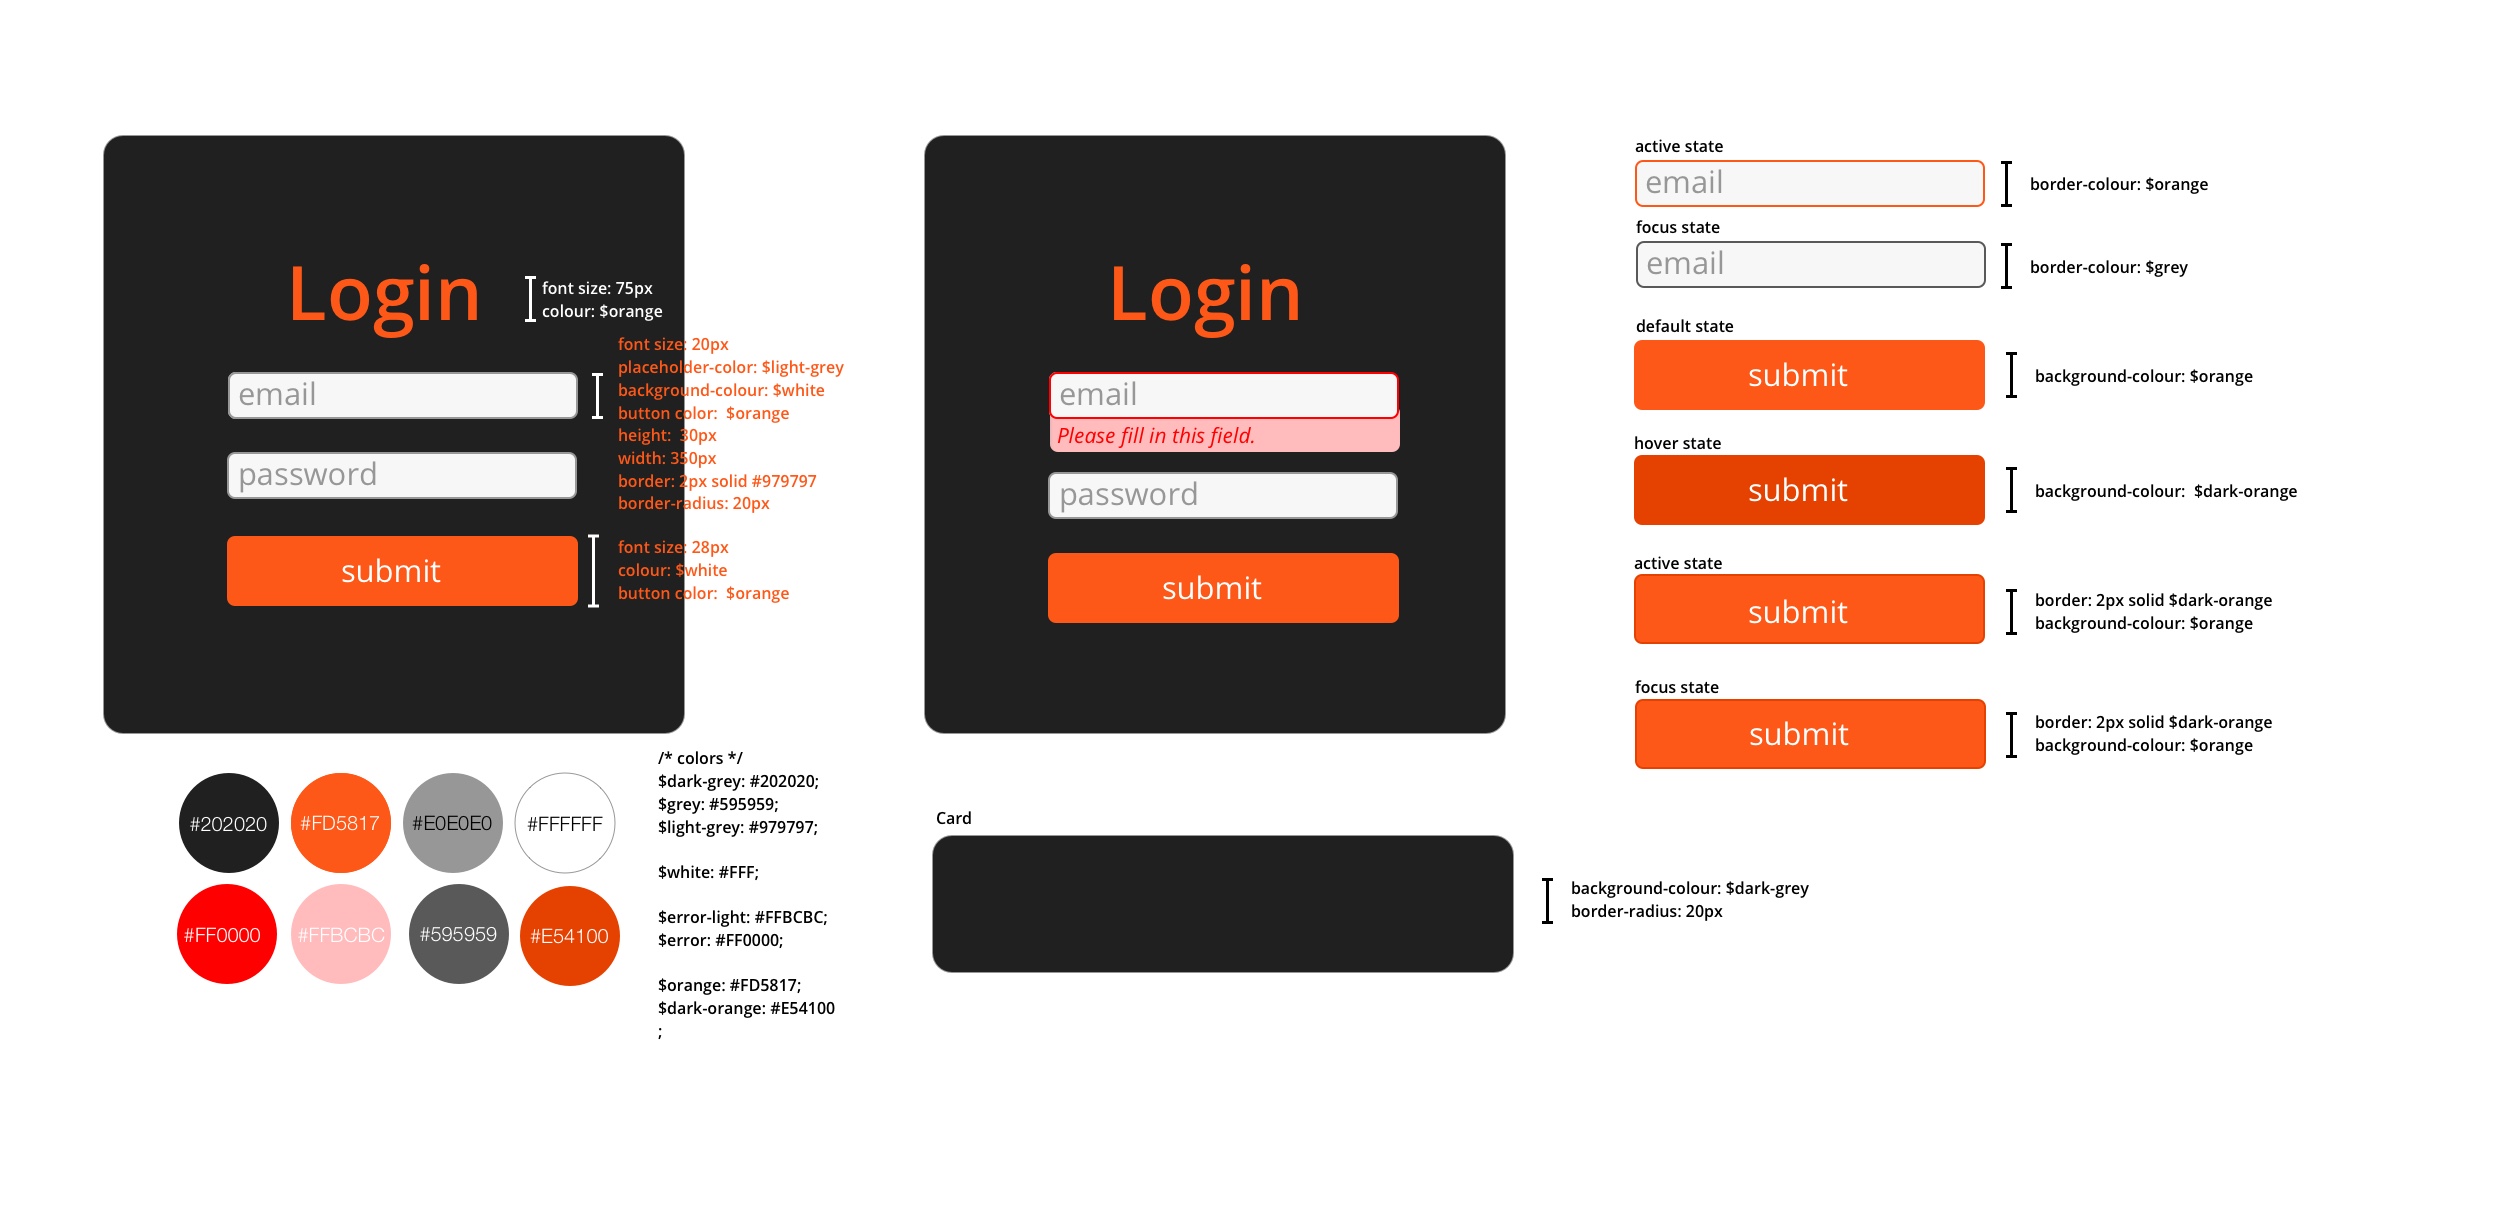 Login
font size: 75px
colour: $orange
font size: 20px
placeholder-color: $light-grey
background-colour: $white
button color:  $orange
height:  30px
width: 350px
border: 2px solid #979797
border-radius: 20px
email
password
submit
font size: 28px
colour: $white
button color:  $orange
Login
email
Please fill in this field.
password
submit
active state
email
border-colour: $orange
focus state
email
border-colour: $grey
default state
submit
background-colour: $orange
hover state
submit
background-colour:  $dark-orange
active state
submit
border: 2px solid $dark-orange
background-colour: $orange
focus state
submit
border: 2px solid $dark-orange
background-colour: $orange
#202020
#FD5817
#E0E0E0
#FFFFFF
#FF0000
#FFBCBC
#595959
#E54100
/* colors */
$dark-grey: #202020;
$grey: #595959;
$light-grey: #979797;
$white: #FFF;
$error-light: #FFBCBC;
$error: #FF0000;
$orange: #FD5817;
$dark-orange: #E54100
;
Card
background-colour: $dark-grey
border-radius: 20px